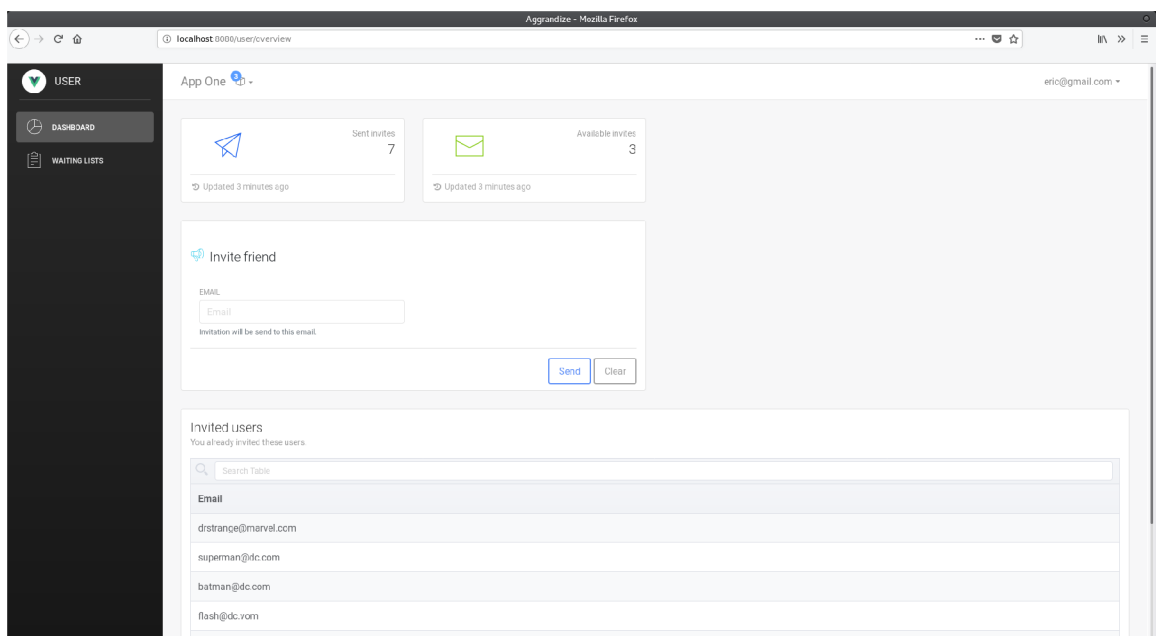 Aggrandize - Mozilla Firefox
localhost:8080/user/overview
USER
App One 3
eric@gmail.com
DASHBOARD
WAITING LISTS
Sent invites
7
Updated 3 minutes ago
Available invites
3
Updated 3 minutes ago
Invite friend
EMAIL
Email
Invitation will be send to this email.
Send Clear
Invited users
You already invited these users
Search Table
Email
drstrange@marvel.com
superman@dc.com
batman@dc.com
flash@dc.vom